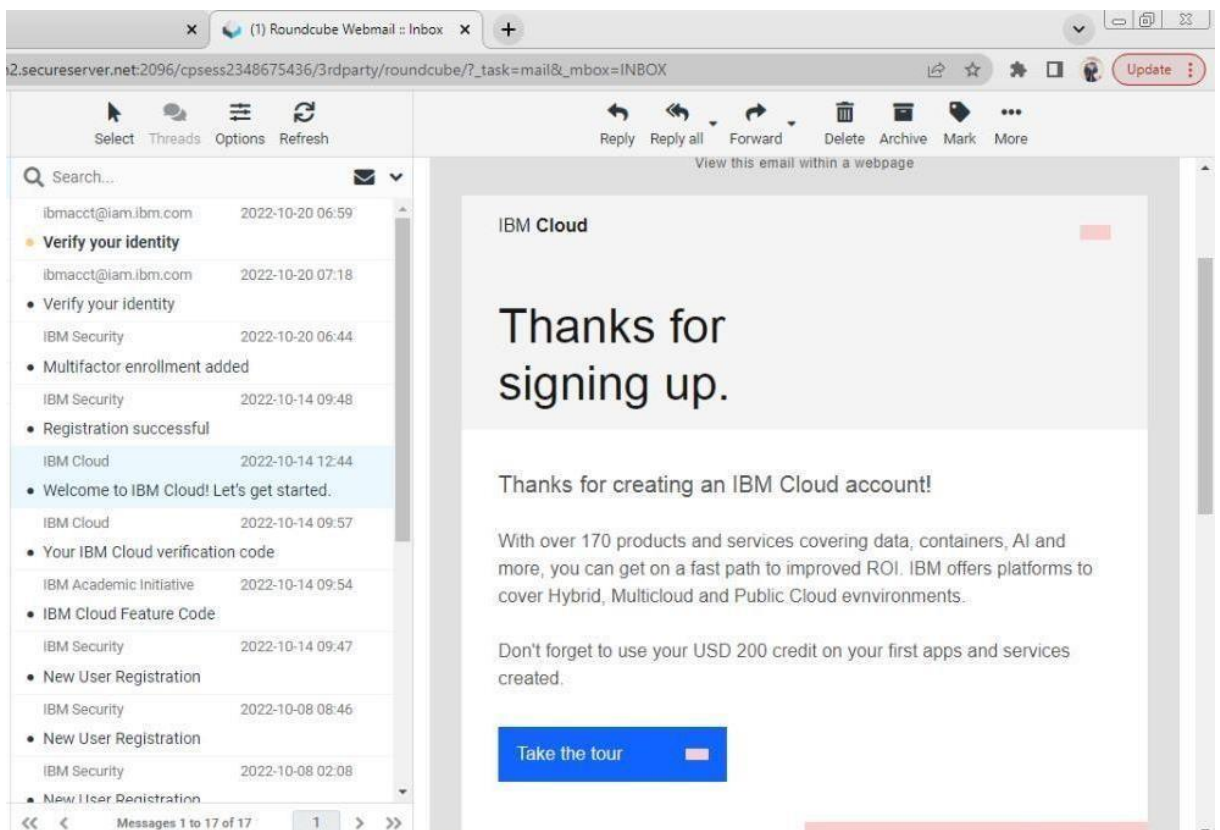 (1) Roundcube Webmail :: Inbox
2.secureserver.net:2096/cpsess2348675436/3rdparty/roundcube/?_task=mail&_mbox=INBOX
Update
Select Threads Options Refresh
Reply Reply all Forward Delete Archive Mark More
Search...
ibmacct@iam.ibm.com 2022-10-20 06:59
Verify your identity
ibmacct@iam.ibm.com 2022-10-20 07:18
Verify your identity
IBM Security 2022-10-20 06:44
Multifactor enrollment added
IBM Security 2022-10-14 09:48
Registration successful
IBM Cloud 2022-10-14 12:44
Welcome to IBM Cloud! Let's get started.
IBM Cloud 2022-10-14 09:57
Your IBM Cloud verification code
IBM Academic Initiative 2022-10-14 09:54
IBM Cloud Feature Code
IBM Security 2022-10-14 09:47
New User Registration
IBM Security 2022-10-08 08:46
New User Registration
IBM Security 2022-10-08 02:08
New User Registration
Messages 1 to 17 of 17 1
View this email within a webpage
IBM Cloud
Thanks for
signing up.
Thanks for creating an IBM Cloud account!
With over 170 products and services covering data, containers, AI and
more, you can get on a fast path to improved ROI. IBM offers platforms to
cover Hybrid, Multicloud and Public Cloud evnvironments.
Don't forget to use your USD 200 credit on your first apps and services
created.
Take the tour